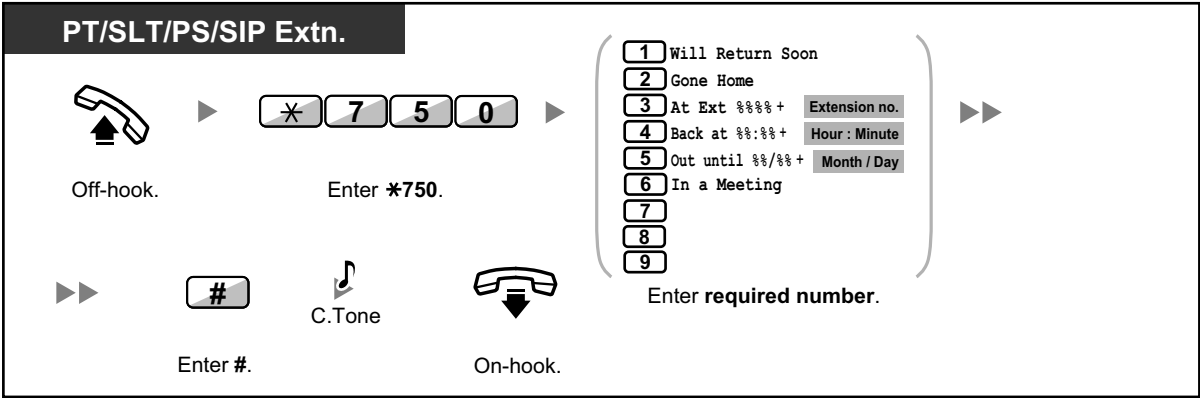 PT/SLT/PS/SIP Extn.
1 Will Return Soon
2 Gone Home
3 At Ext %%%% + Extension no.
4 Back at %%:%% + Hour : Minute
5 Out until %%/%% + Month / Day
6 In a Meeting
7
8
9
* 7 5 0
Off-hook.
Enter *750.
Enter required number.
#
C.Tone
Enter #.
On-hook.